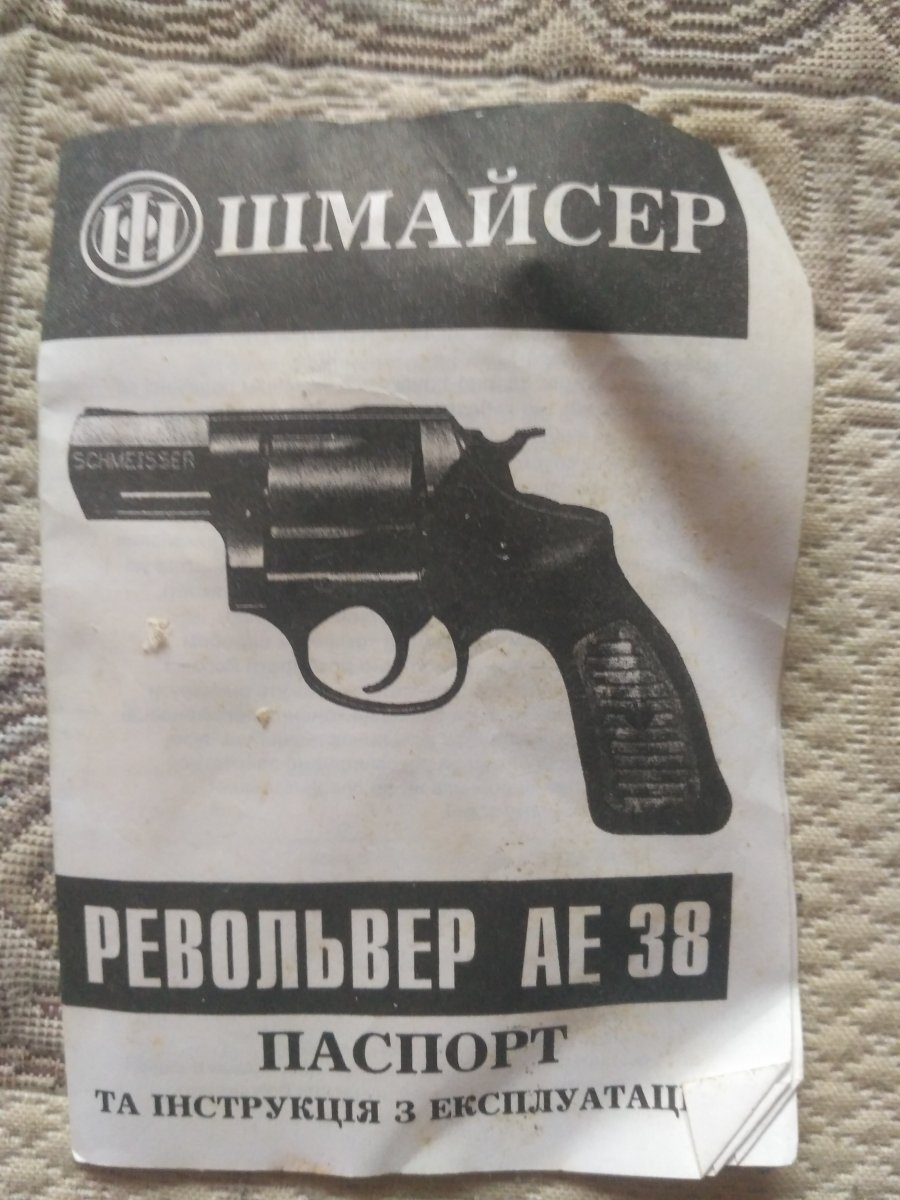 Ш ШМАЙСЕР
SCHMEISSER
РЕВОЛЬВЕР АЕ 38
ПАСПОРТ
ТА ІНСТРУКЦІЯ З ЕКСПЛУАТАЦ